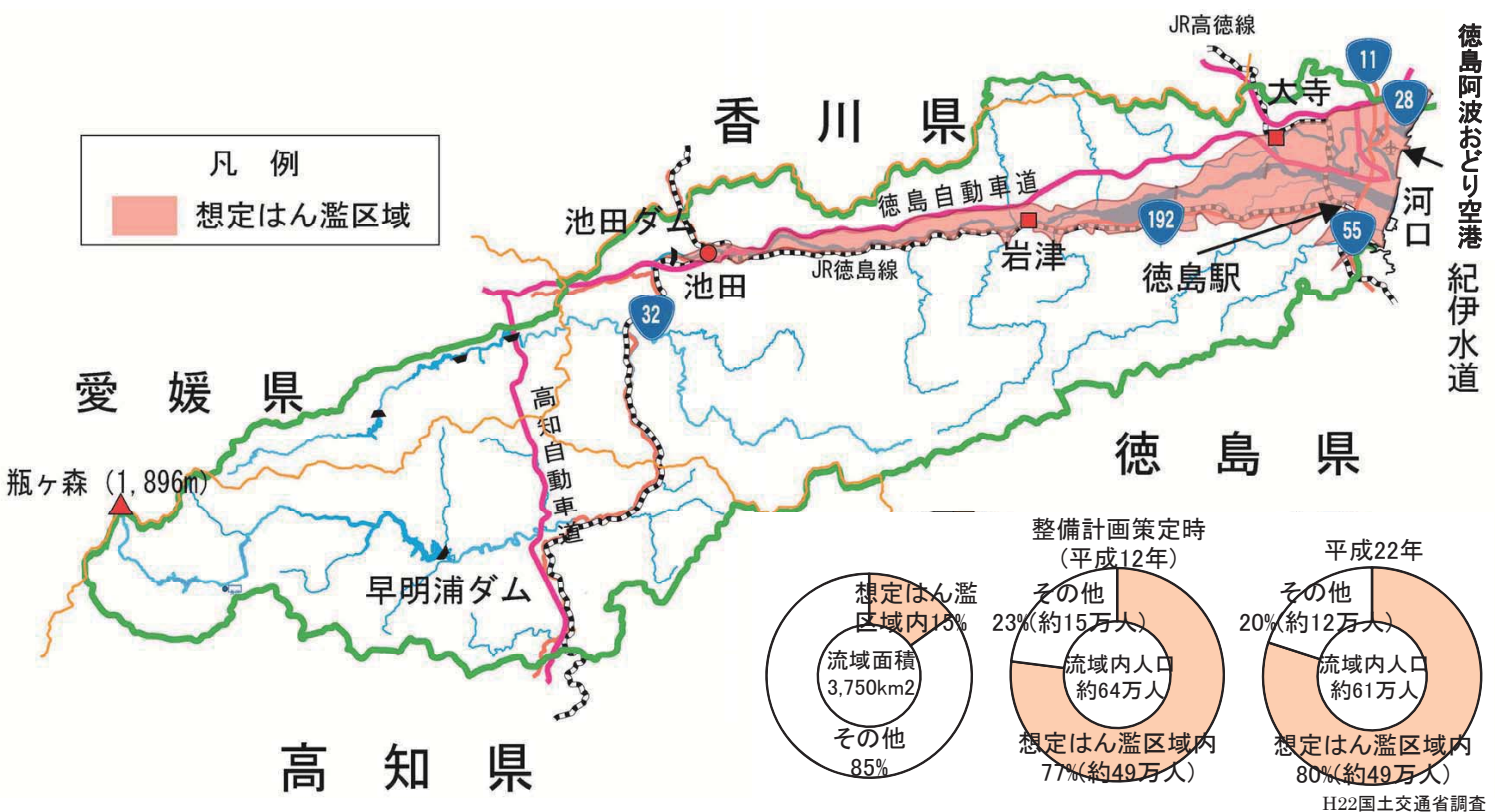 JR高徳線
11
28
徳島阿波おどり空港
大寺
香川県
凡 例
想定はん濫区域
徳島自動車道
池田ダム
192
河口
55
岩津
池田
JR徳島線
徳島駅
紀伊水道
32
愛媛県
高知自動車道
徳島県
瓶ヶ森 (1,896m)
早明浦ダム
高知県
想定はん濫
区域内15%
流域面積
3,750km2
その他
85%
整備計画策定時
(平成12年)
その他
23%(約15万人)
流域内人口
約64万人
想定はん濫区域内
77%(約49万人)
平成22年
その他
20%(約12万人)
流域内人口
約61万人
想定はん濫区域内
80%(約49万人)
H22国土交通省調査